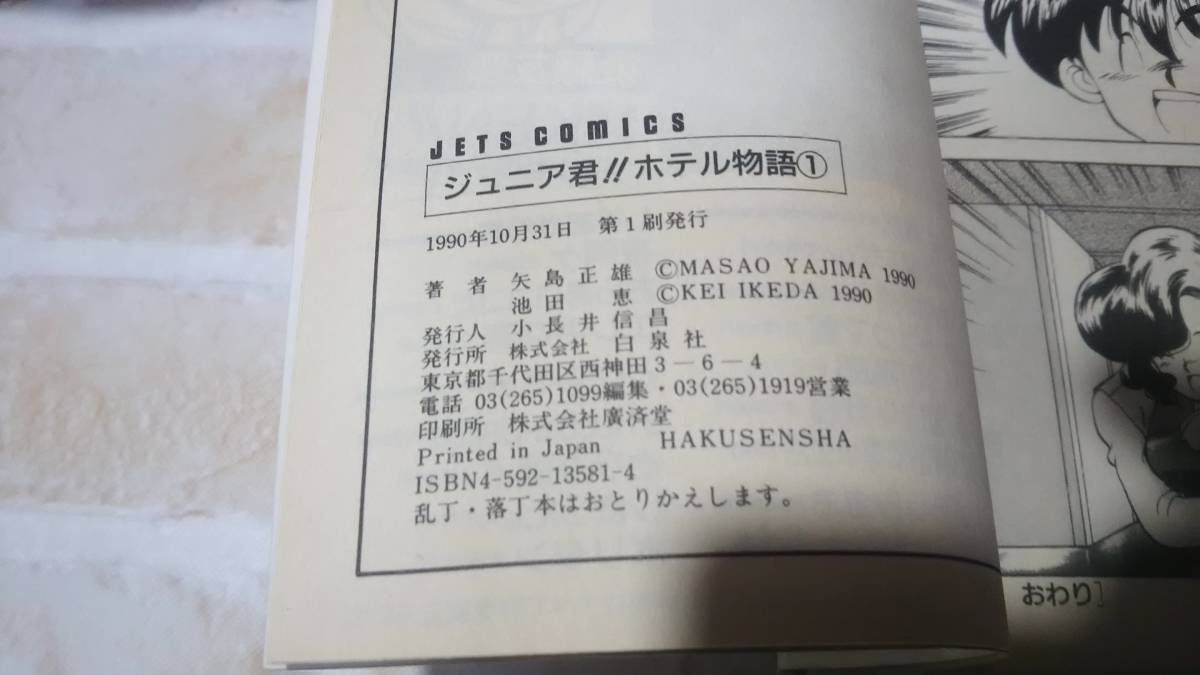 JETS COMICS
ジュニア君!!ホテル物語①
1990年10月31日 第1刷発行
著者 矢島正雄 ©MASAO YAJIMA 1990
池田恵 ©KEI IKEDA 1990
発行人 小長井信昌
発行所 株式会社 白泉社
東京都千代田区西神田3－6－4
電話 03(265)1099編集・03(265)1919営業
印刷所 株式会社廣済堂
Printed in Japan HAKUSENSHA
ISBN4-592-13581-4
乱丁・落丁本はおとりかえします。
おわり］